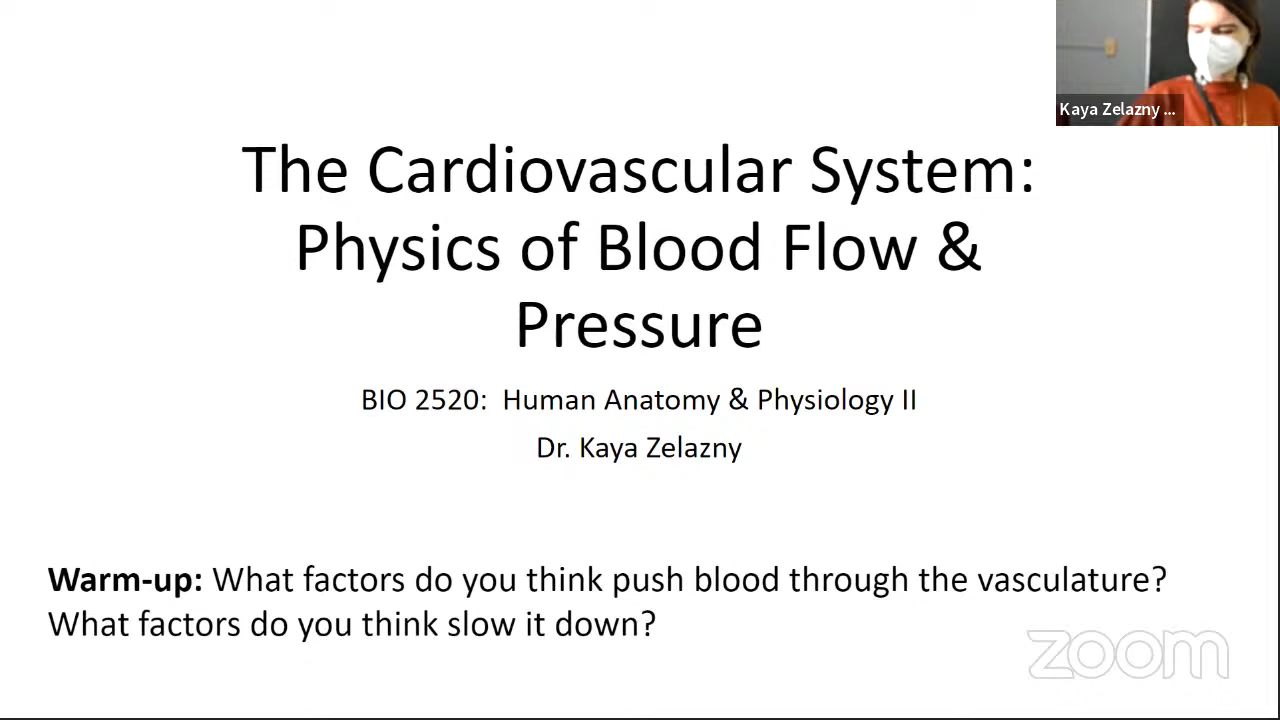 Kaya Zelazny ...
The Cardiovascular System:
Physics of Blood Flow &
Pressure
BIO 2520:  Human Anatomy & Physiology II
Dr. Kaya Zelazny
Warm-up: What factors do you think push blood through the vasculature?
What factors do you think slow it down?
zoom